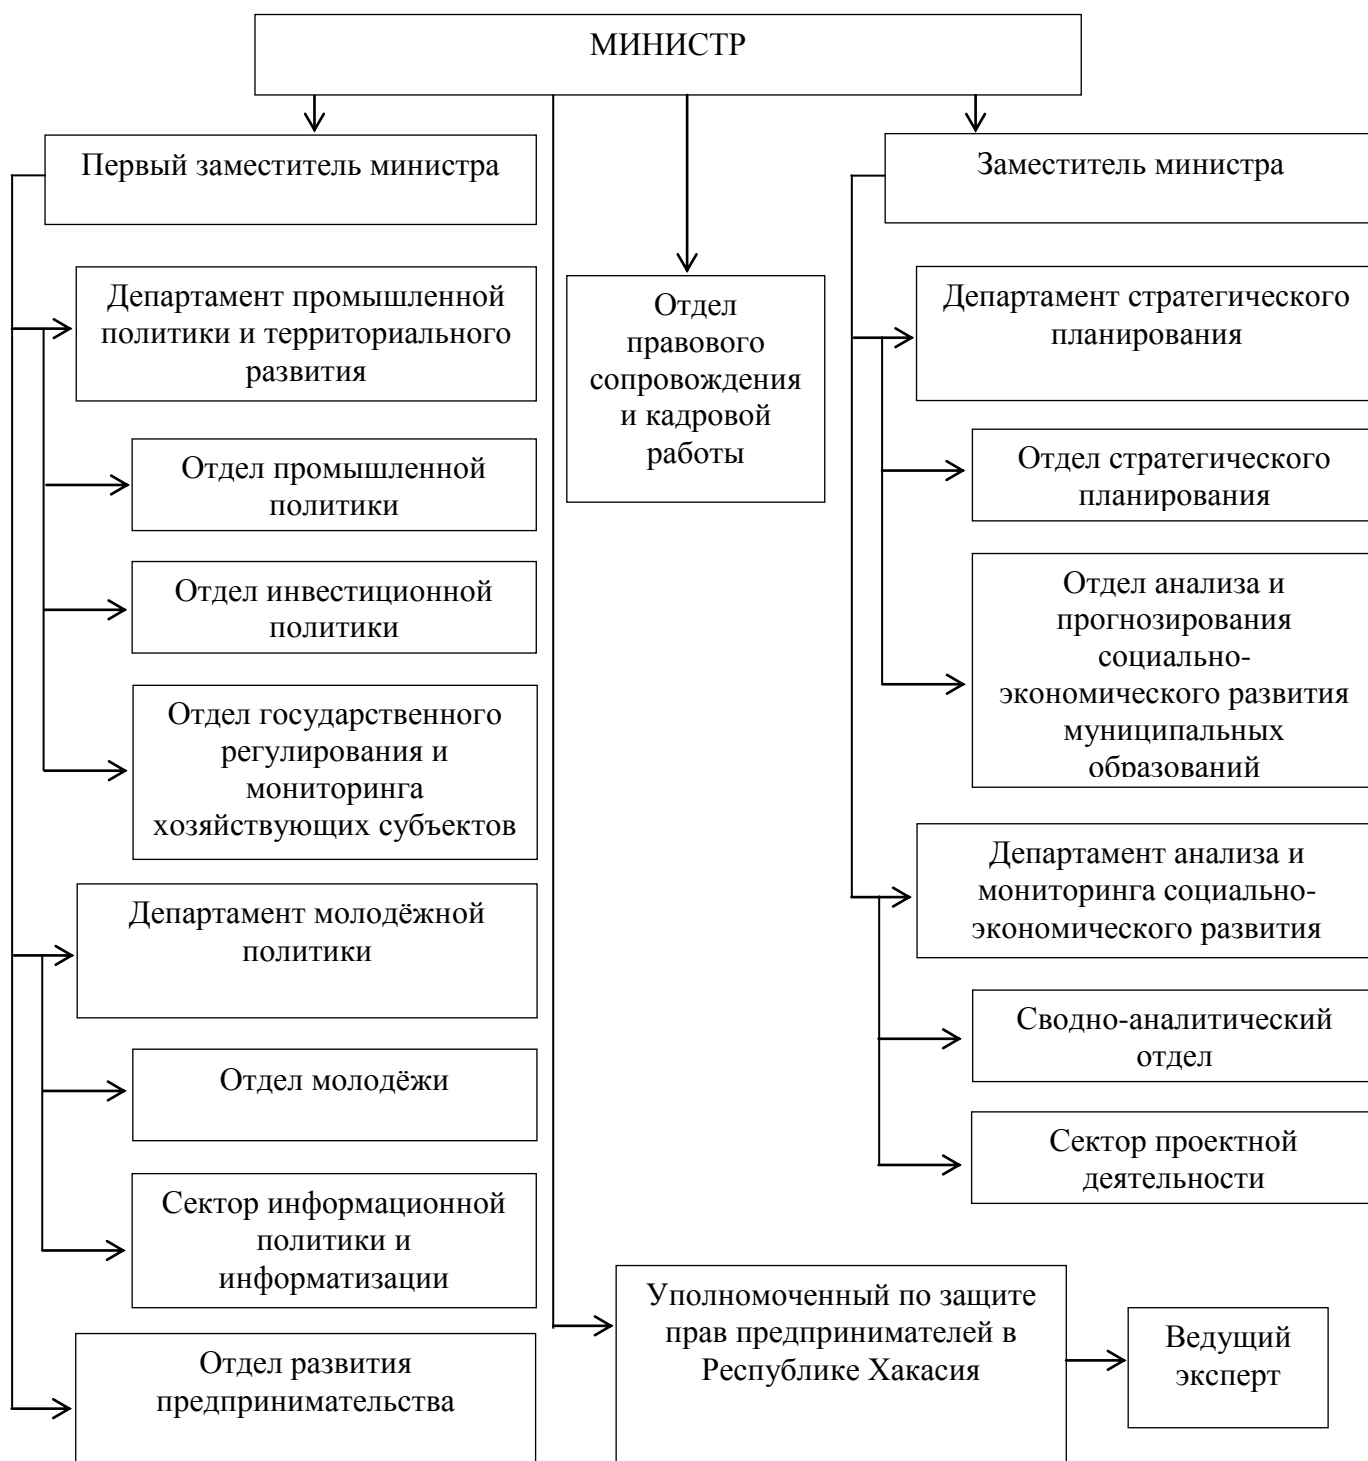 МИНИСТР
Первый заместитель министра
Департамент промышленной
политики и территориального
развития
Отдел промышленной
политики
Отдел инвестиционной
политики
Отдел государственного
регулирования и
мониторинга
хозяйствующих субъектов
Департамент молодёжной
политики
Отдел молодёжи
Сектор информационной
политики и
информатизации
Отдел развития
предпринимательства
Отдел
правового
сопровождения
и кадровой
работы
Уполномоченный по защите
прав предпринимателей в
Республике Хакасия
Ведущий
эксперт
Заместитель министра
Департамент стратегического
планирования
Отдел стратегического
планирования
Отдел анализа и
прогнозирования
социально-
экономического развития
муниципальных
образований
Департамент анализа и
мониторинга социально-
экономического развития
Сводно-аналитический
отдел
Сектор проектной
деятельности